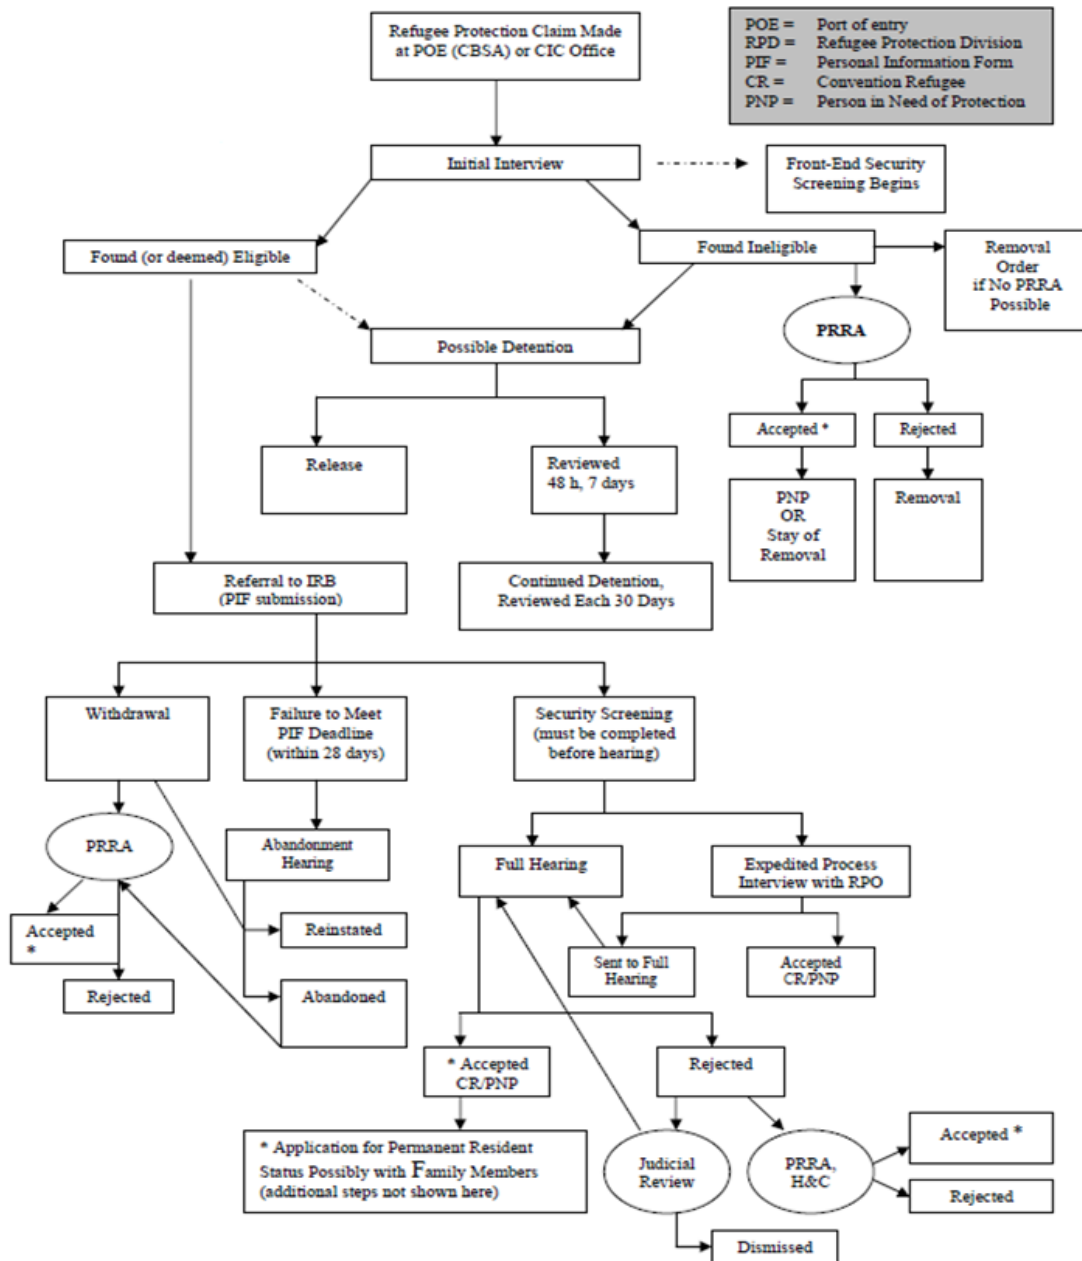 Refugee Protection Claim Made
at POE (CBSA) or CIC Office
POE = Port of entry
RPD = Refugee Protection Division
PIF = Personal Information Form
CR = Convention Refugee
PNP = Person in Need of Protection
Initial Interview
Front-End Security
Screening Begins
Found (or deemed) Eligible
Found Ineligible
Removal
Order
if No PRRA
Possible
PRRA
Possible Detention
Accepted *
Rejected
Release
Reviewed
48 h, 7 days
PNP
OR
Stay of
Removal
Removal
Referral to IRB
(PIF submission)
Continued Detention,
Reviewed Each 30 Days
Withdrawal
Failure to Meet
PIF Deadline
(within 28 days)
Security Screening
(must be completed
before hearing)
PRRA
Abandonment
Hearing
Full Hearing
Expedited Process
Interview with RPO
Accepted
*
Reinstated
Sent to Full
Hearing
Accepted
CR/PNP
Rejected
Abandoned
* Accepted
CR/PNP
Rejected
* Application for Permanent Resident
Status Possibly with Family Members
(additional steps not shown here)
Judicial
Review
PRRA,
H&C
Accepted *
Rejected
Dismissed